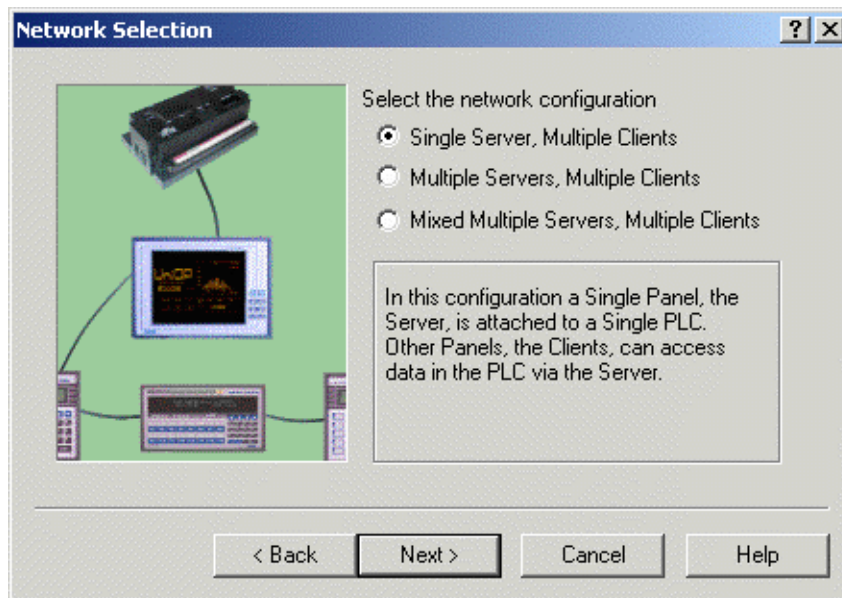 Network Selection
Select the network configuration
Single Server, Multiple Clients
Multiple Servers, Multiple Clients
Mixed Multiple Servers, Multiple Clients
UniOP
In this configuration a Single Panel, the
Server, is attached to a Single PLC.
Other Panels, the Clients, can access
data in the PLC via the Server.
< Back
Next >
Cancel
Help